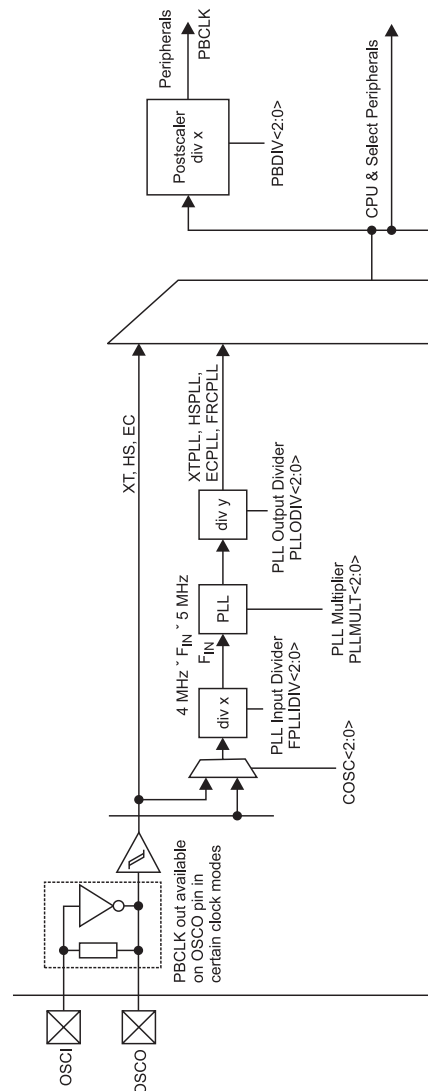 OSCI
OSCO
PBCLK out available
on OSCO pin in
certain clock modes
XT, HS, EC
4 MHz ˇ FIN ˇ 5 MHz
FIN
div x
PLL
div y
XTPLL, HSPLL,
ECPLL, FRCPLL
COSC<2:0>
PLL Input Divider
FPLLIDIV<2:0>
PLL Multiplier
PLLMULT<2:0>
PLL Output Divider
PLLODIV<2:0>
Postscaler
div x
PBDIV<2:0>
Peripherals
PBCLK
CPU & Select Peripherals